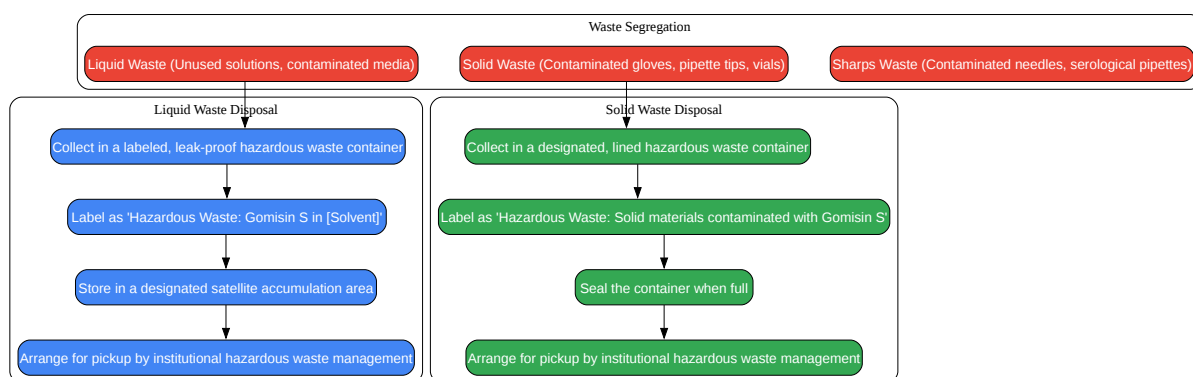 Waste Segregation
Liquid Waste (Unused solutions, contaminated media)
Solid Waste (Contaminated gloves, pipette tips, vials)
Sharps Waste (Contaminated needles, serological pipettes)
Liquid Waste Disposal
Collect in a labeled, leak-proof hazardous waste container
Label as 'Hazardous Waste: Gomisin S in [Solvent]'
Store in a designated satellite accumulation area
Arrange for pickup by institutional hazardous waste management
Solid Waste Disposal
Collect in a designated, lined hazardous waste container
Label as 'Hazardous Waste: Solid materials contaminated with Gomisin S'
Seal the container when full
Arrange for pickup by institutional hazardous waste management